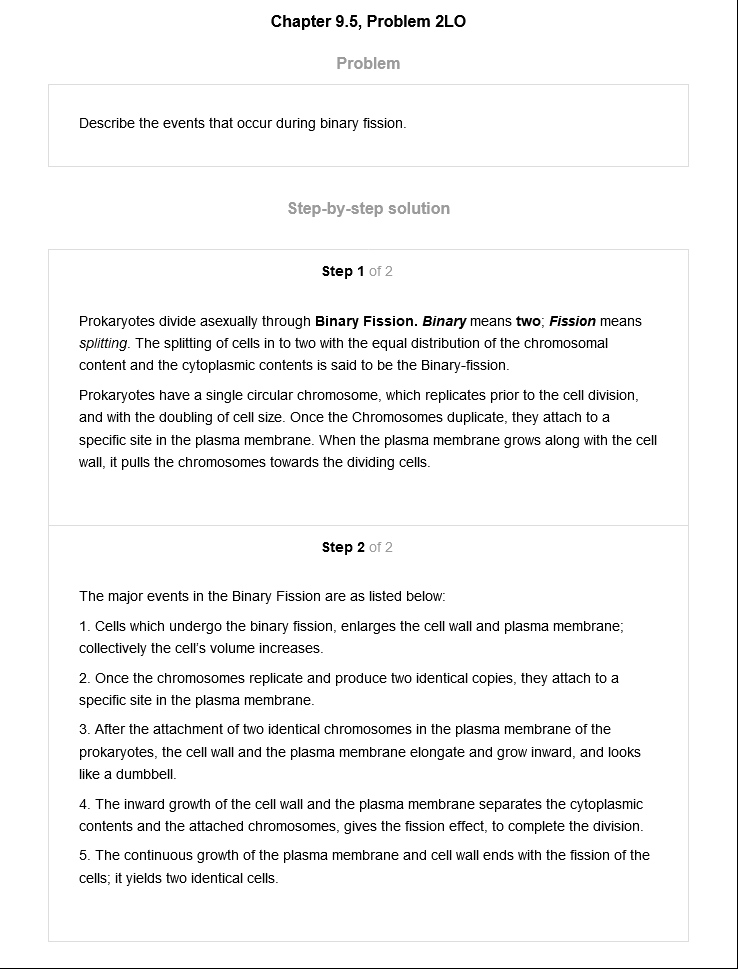 Chapter 9.5, Problem 2LO
Problem
Describe the events that occur during binary fission.
Step-by-step solution
Step 1 of 2
Prokaryotes divide asexually through Binary Fission. Binary means two; Fission means
splitting. The splitting of cells in to two with the equal distribution of the chromosomal
content and the cytoplasmic contents is said to be the Binary-fission.
Prokaryotes have a single circular chromosome, which replicates prior to the cell division,
and with the doubling of cell size. Once the Chromosomes duplicate, they attach to a
specific site in the plasma membrane. When the plasma membrane grows along with the cell
wall, it pulls the chromosomes towards the dividing cells.
Step 2 of 2
The major events in the Binary Fission are as listed below:
1. Cells which undergo the binary fission, enlarges the cell wall and plasma membrane;
collectively the cell's volume increases.
2. Once the chromosomes replicate and produce two identical copies, they attach to a
specific site in the plasma membrane.
3. After the attachment of two identical chromosomes in the plasma membrane of the
prokaryotes, the cell wall and the plasma membrane elongate and grow inward, and looks
like a dumbbell.
4. The inward growth of the cell wall and the plasma membrane separates the cytoplasmic
contents and the attached chromosomes, gives the fission effect, to complete the division.
5. The continuous growth of the plasma membrane and cell wall ends with the fission of the
cells; it yields two identical cells.